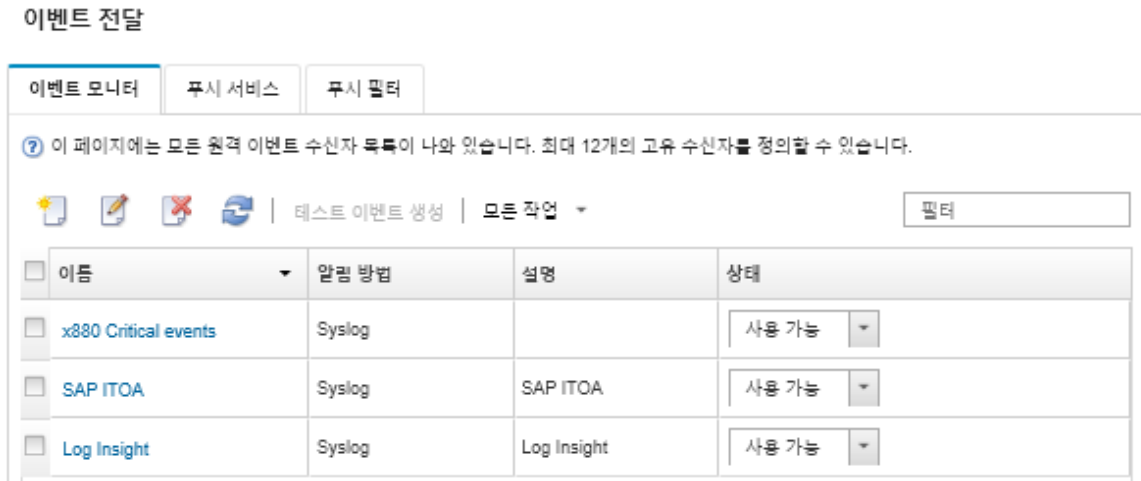 이벤트 전달
이벤트 모니터 푸시 서비스 푸시 필터
? 이 페이지에는 모든 원격 이벤트 수신자 목록이 나와 있습니다. 최대 12개의 고유 수신자를 정의할 수 있습니다.
테스트 이벤트 생성 모든 작업 필터
이름 알림 방법 설명 상태
x880 Critical events Syslog 사용 가능
SAP ITOA Syslog SAP ITOA 사용 가능
Log Insight Syslog Log Insight 사용 가능